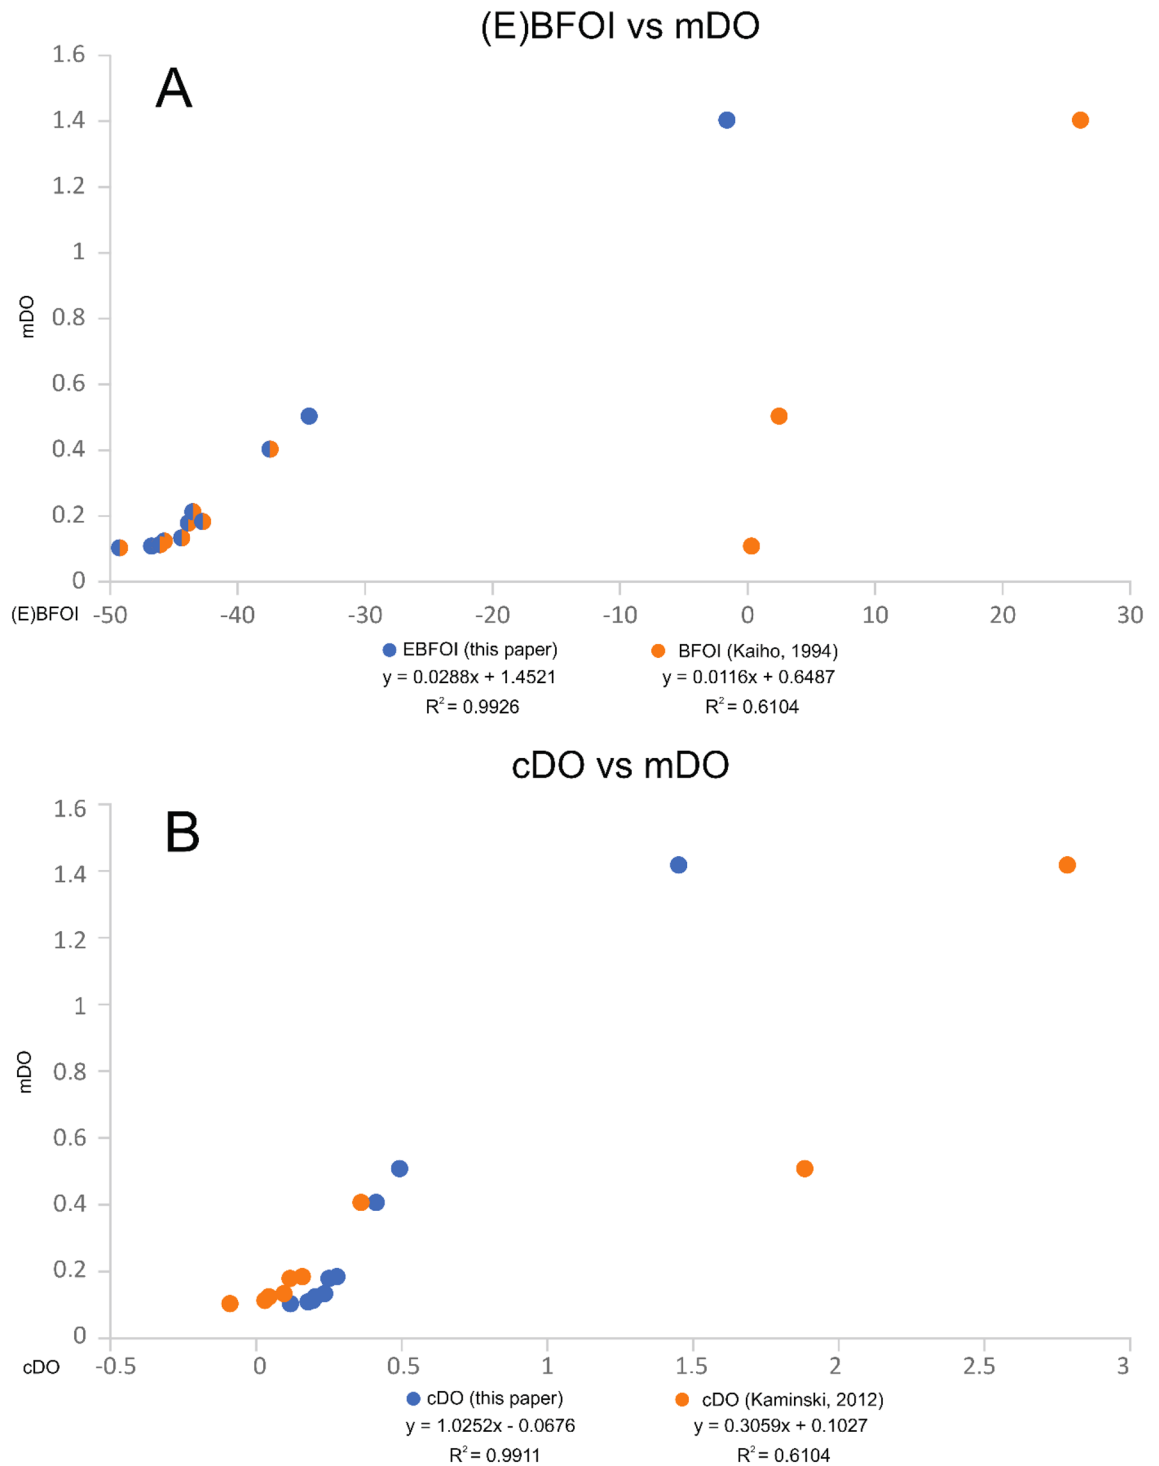 (E)BFOI vs mDO
A
1.6
1.4
1.2
1
0.8
0.6
0.4
0.2
0
mDO
(E)BFOI
-50 -40 -30 -20 -10 0 10 20 30
EBFOI (this paper) BFOI (Kaiho, 1994)
y = 0.0288x + 1.4521 y = 0.0116x + 0.6487
R² = 0.9926 R² = 0.6104
cDO vs mDO
B
1.6
1.4
1.2
1
0.8
0.6
0.4
0.2
0
mDO
cDO
-0.5 0 0.5 1 1.5 2 2.5 3
cDO (this paper) cDO (Kaminski, 2012)
y = 1.0252x - 0.0676 y = 0.3059x + 0.1027
R² = 0.9911 R² = 0.6104